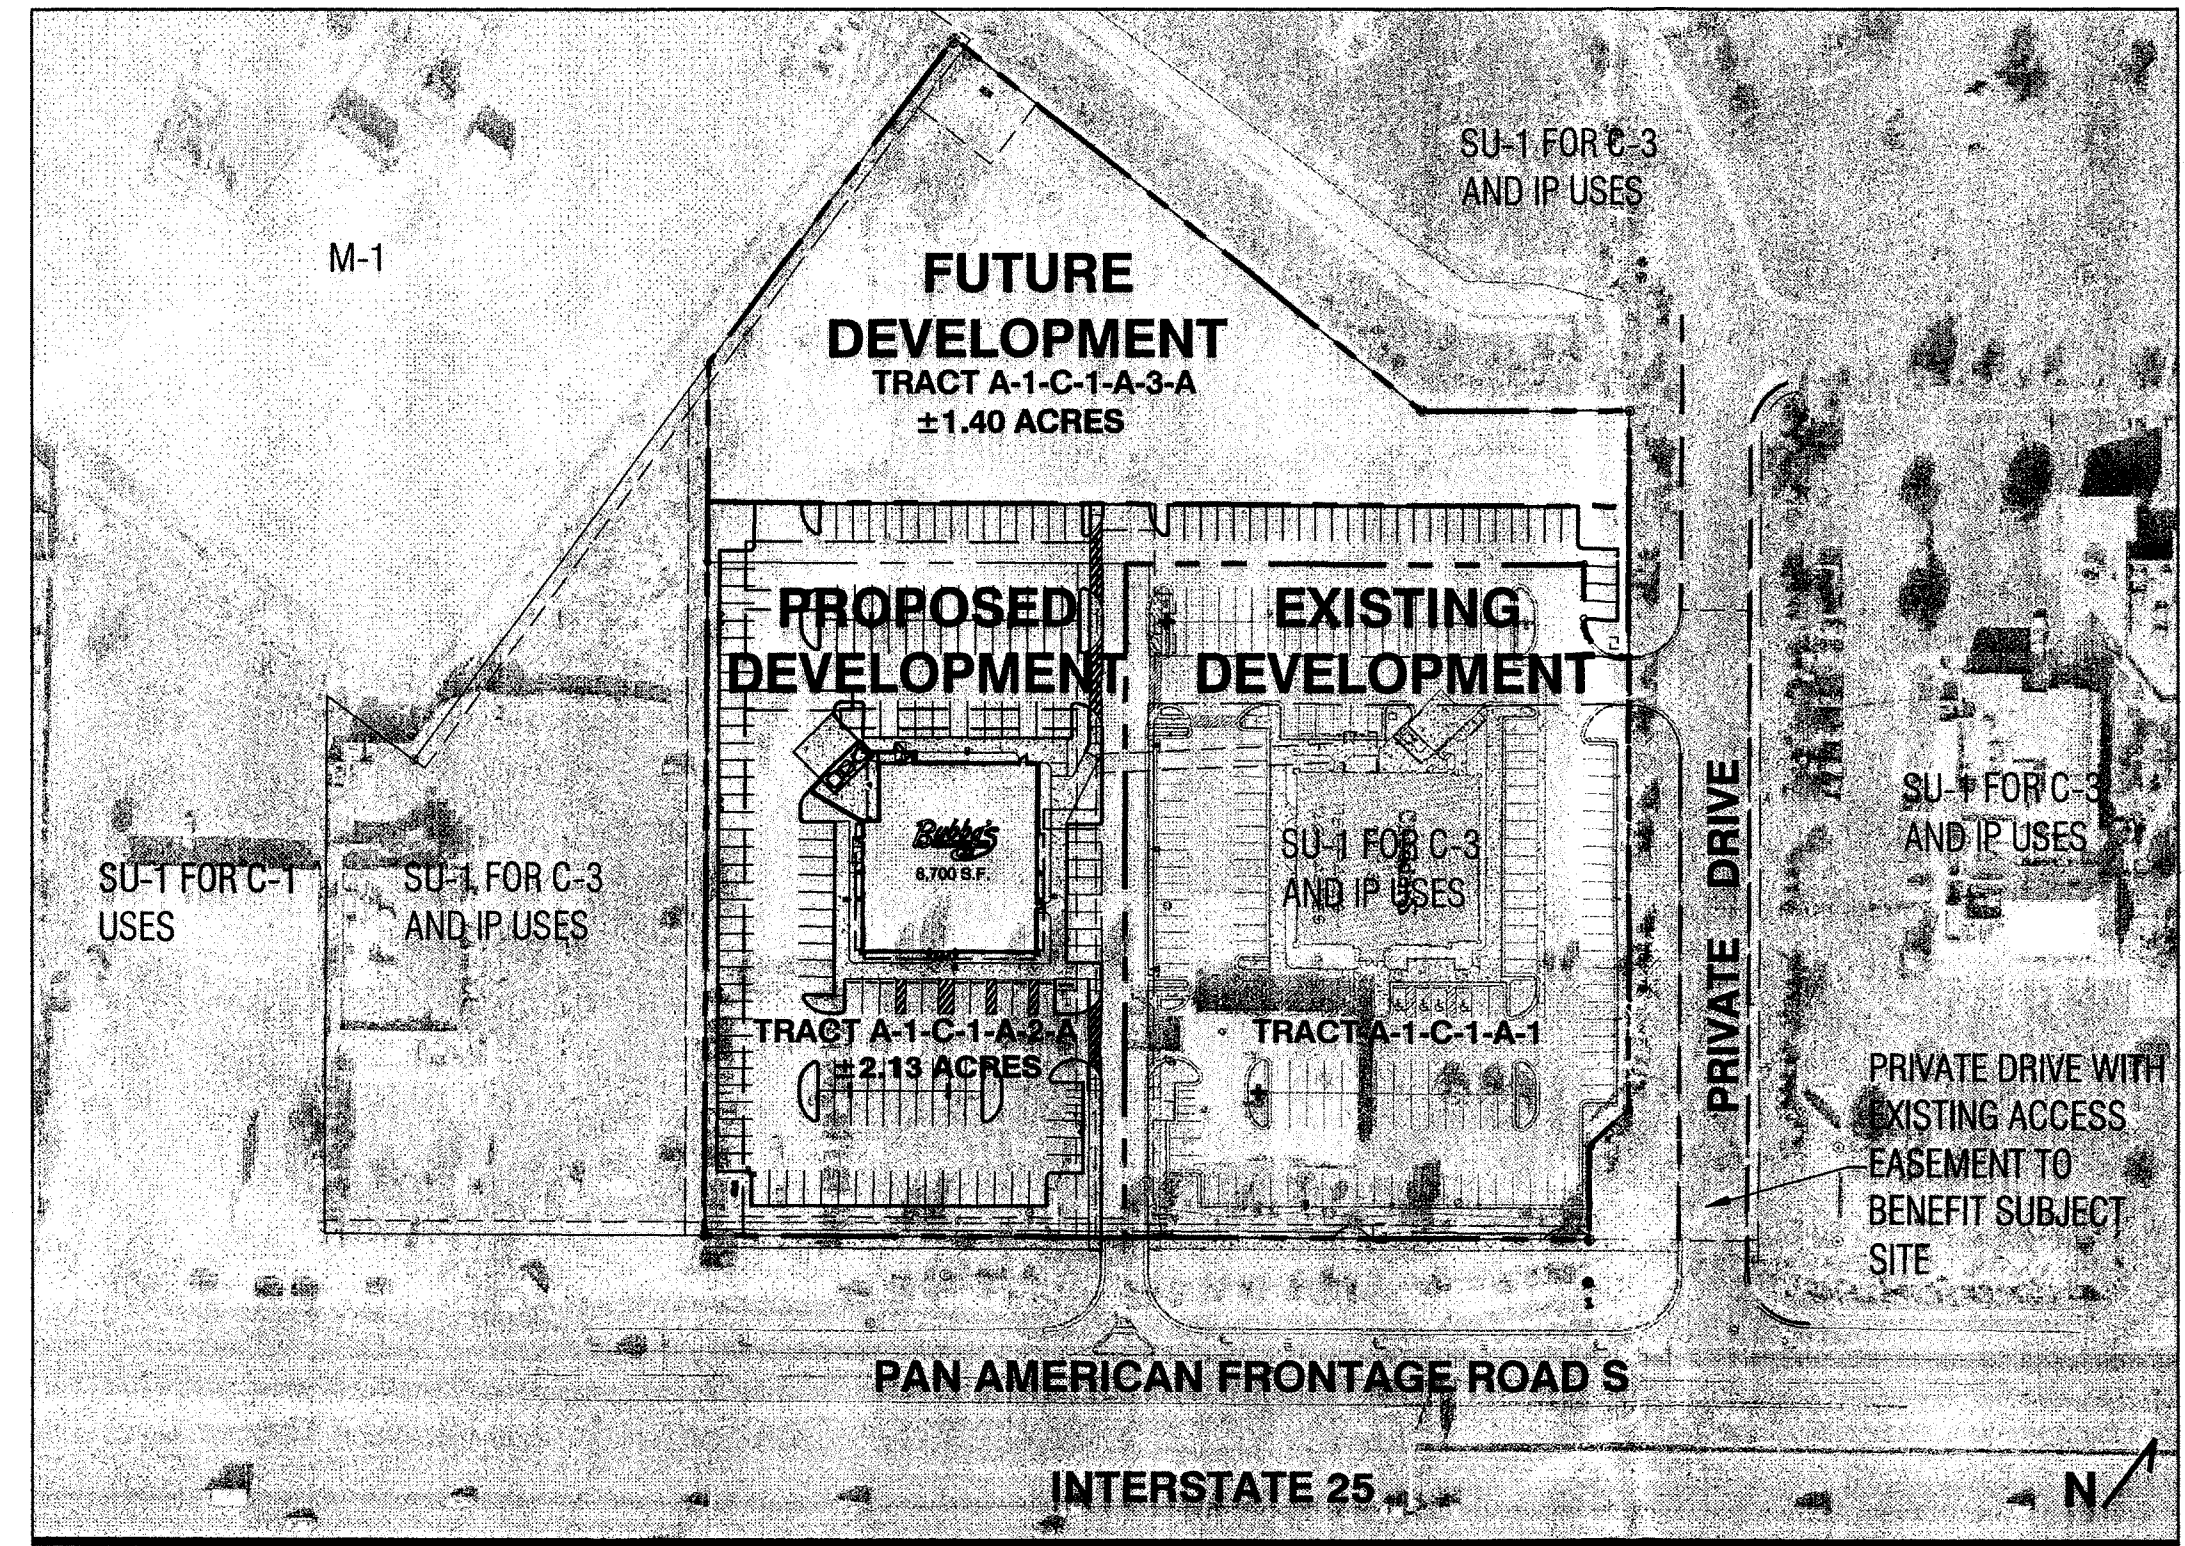 SU-1 FOR C-3
AND IP USES
M-1
FUTURE
DEVELOPMENT
TRACT A-1-C-1-A-3-A
±1.40 ACRES
PROPOSED
DEVELOPMENT
EXISTING
DEVELOPMENT
Bubba's
8,700 S.F.
SU-1 FOR C-3
AND IP USES
SU-1 FOR C-3
AND IP USES
SU-1 FOR C-1
USES
SU-1 FOR C-3
AND IP USES
PRIVATE DRIVE
TRACT A-1-C-1-A-2-A
±2.13 ACRES
TRACT A-1-C-1-A-1
PRIVATE DRIVE WITH
EXISTING ACCESS
EASEMENT TO
BENEFIT SUBJECT
SITE
PAN AMERICAN FRONTAGE ROAD S
INTERSTATE 25
N